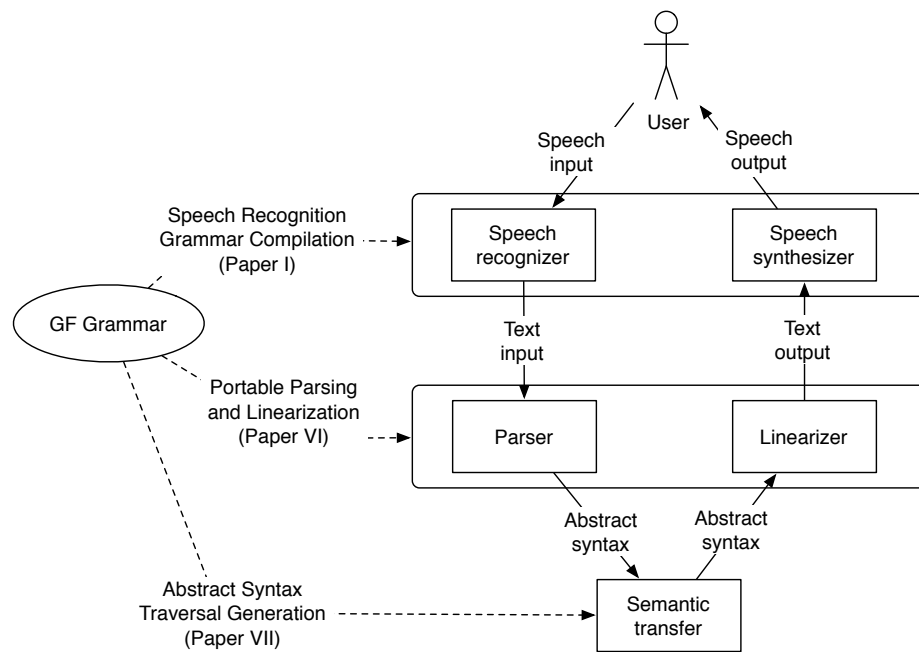 User
Speech
input
Speech
output
Speech Recognition
Grammar Compilation
(Paper I)
Speech
recognizer
Speech
synthesizer
GF Grammar
Text
input
Text
output
Portable Parsing
and Linearization
(Paper VI)
Parser
Linearizer
Abstract
syntax
Abstract
syntax
Abstract Syntax
Traversal Generation
(Paper VII)
Semantic
transfer